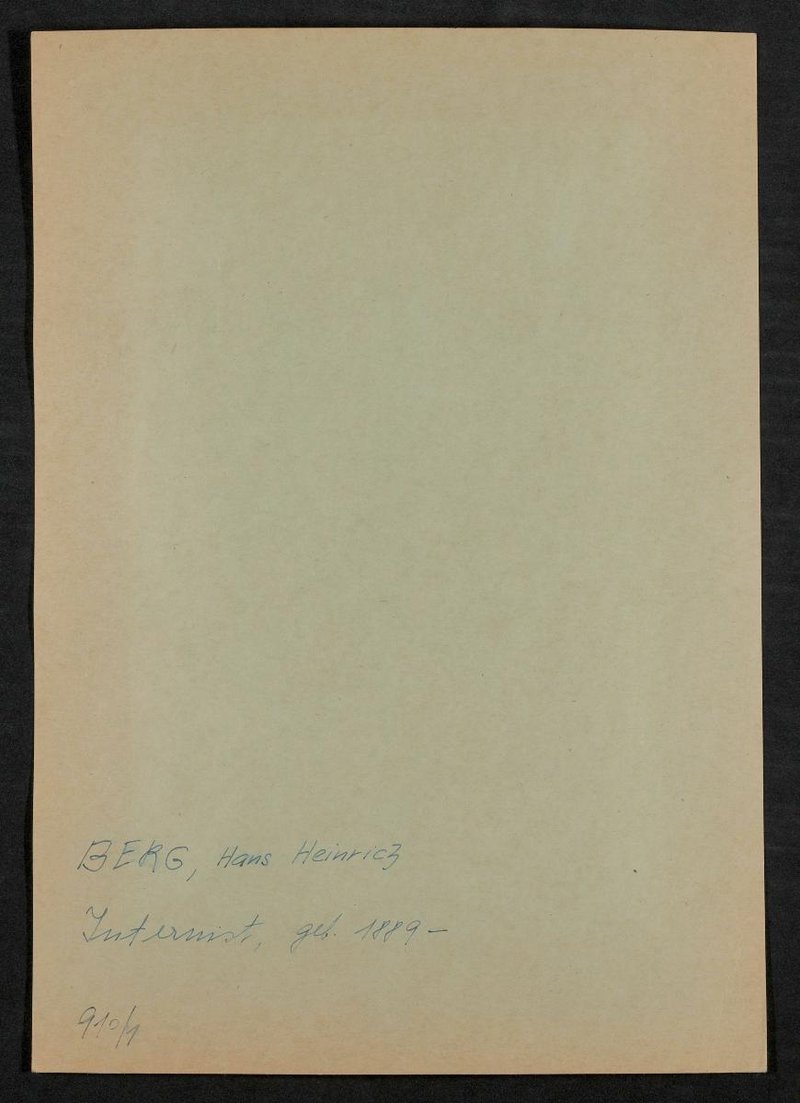 BERG, Hans Heinrich
Internist, geb. 1889-
910/1